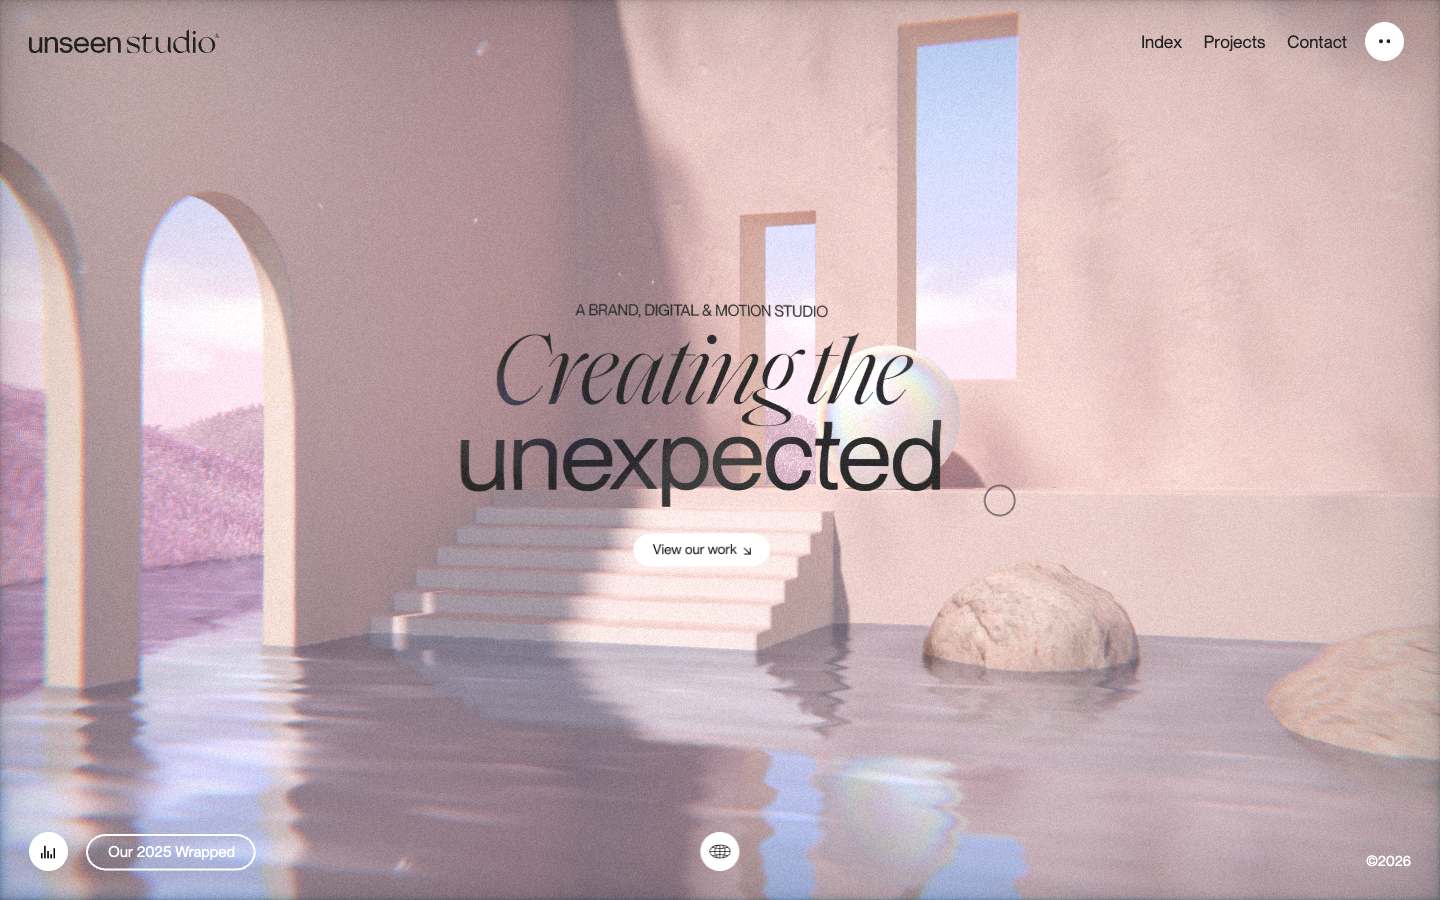 unseen studio®
Index
Projects
Contact
A BRAND, DIGITAL & MOTION STUDIO
Creating the
unexpected
View our work
Our 2025 Wrapped
©2026